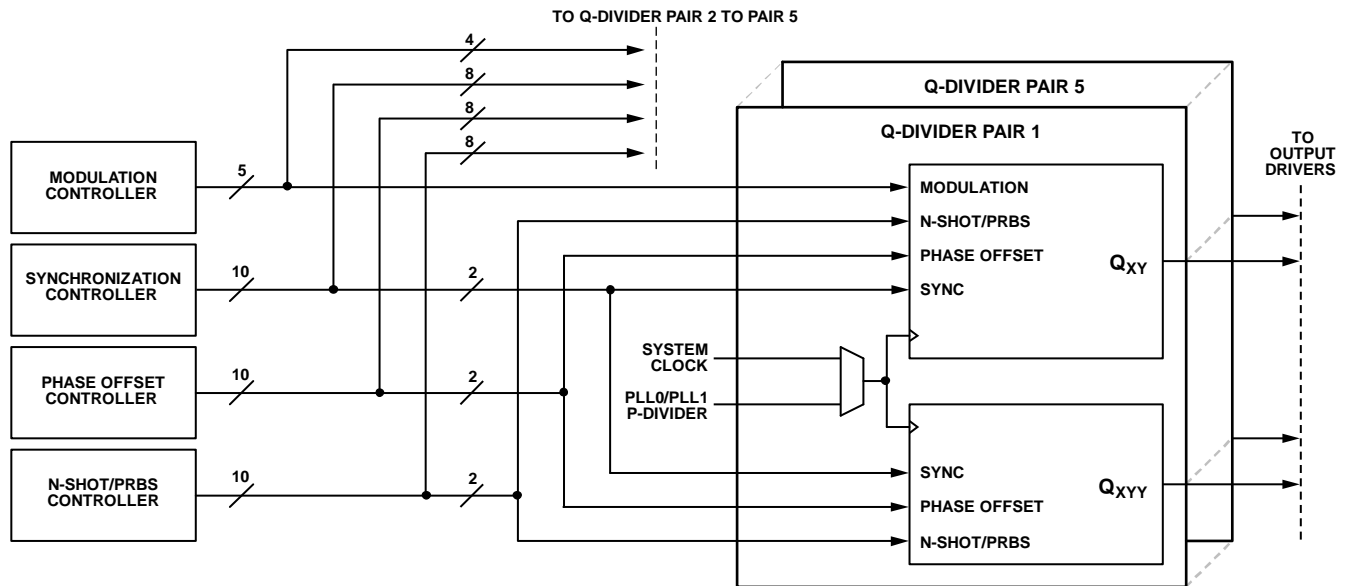 TO Q-DIVIDER PAIR 2 TO PAIR 5
4
8
8
8
MODULATION
CONTROLLER
5
SYNCHRONIZATION
CONTROLLER
10
2
PHASE OFFSET
CONTROLLER
10
2
N-SHOT/PRBS
CONTROLLER
10
2
Q-DIVIDER PAIR 5
Q-DIVIDER PAIR 1
MODULATION
N-SHOT/PRBS
PHASE OFFSET
SYNC
QXY
SYSTEM
CLOCK
PLL0/PLL1
P-DIVIDER
SYNC
PHASE OFFSET
N-SHOT/PRBS
QXYY
TO
OUTPUT
DRIVERS